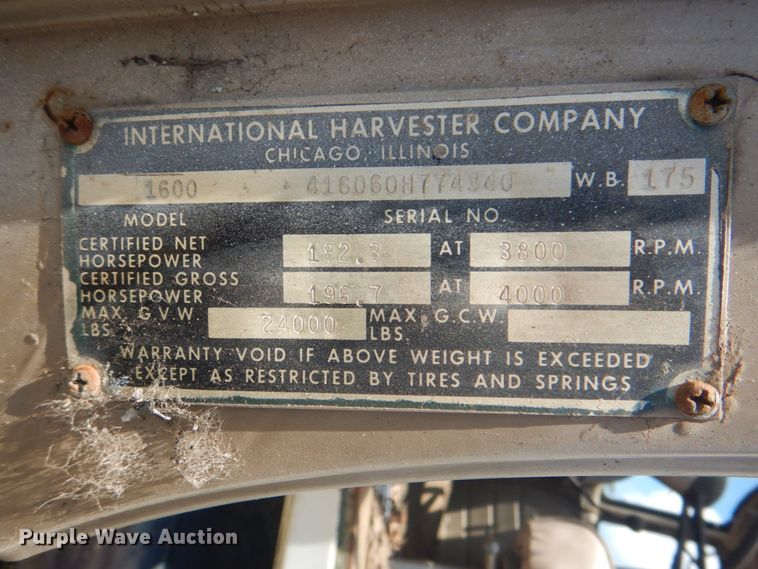 INTERNATIONAL HARVESTER COMPANY
CHICAGO, ILLINOIS
1600 416060H774340 W.B. 175
MODEL SERIAL NO.
CERTIFIED NET HORSEPOWER 182.3 AT 3800 R.P.M.
CERTIFIED GROSS HORSEPOWER 196.7 AT 4000 R.P.M.
MAX. G.V.W. LBS. 24000 MAX. G.C.W. LBS.
WARRANTY VOID IF ABOVE WEIGHT IS EXCEEDED
EXCEPT AS RESTRICTED BY TIRES AND SPRINGS
Purple Wave Auction